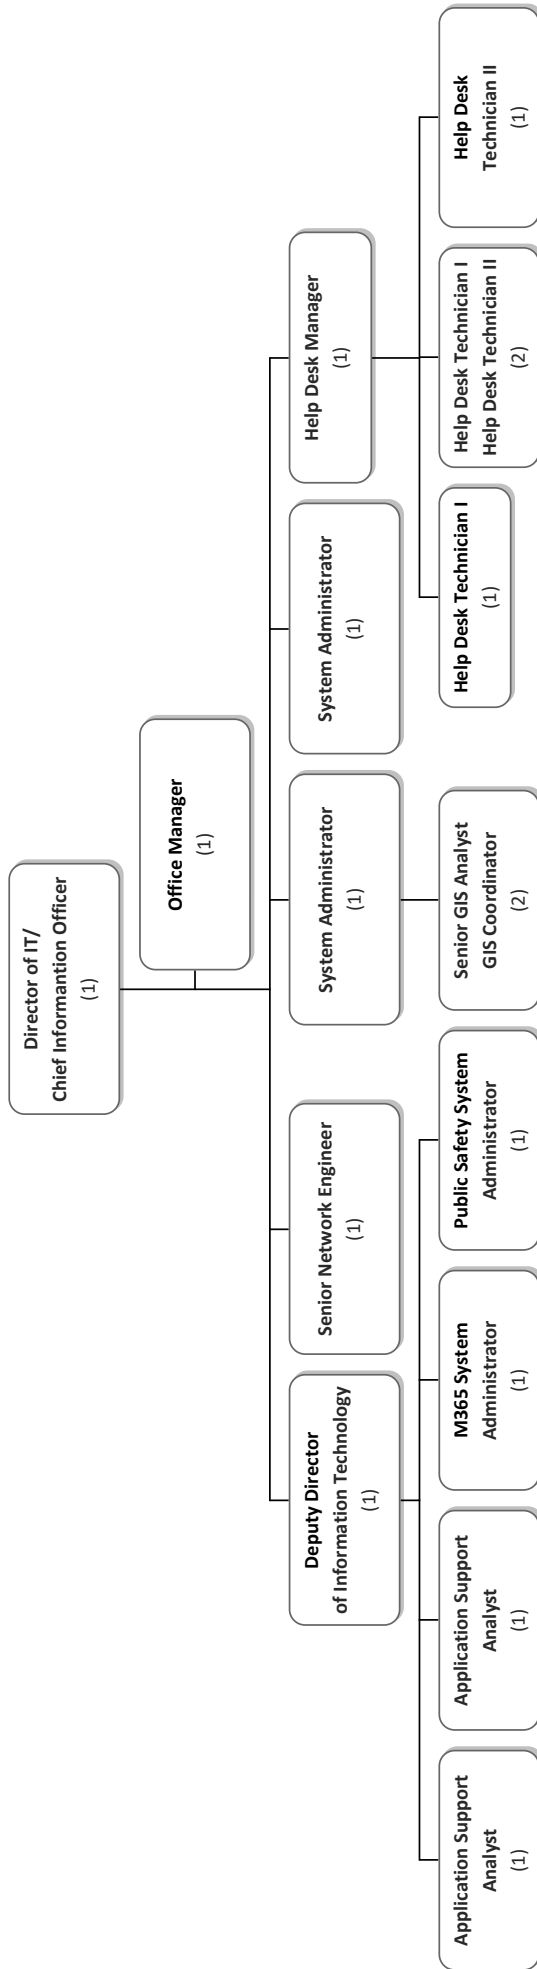 Director of IT/
Chief Informantion Officer
(1)
Office Manager
(1)
Deputy Director
of Information Technology
(1)
Senior Network Engineer
(1)
System Administrator
(1)
System Administrator
(1)
Help Desk Manager
(1)
Application Support
Analyst
(1)
Application Support
Analyst
(1)
M365 System
Administrator
(1)
Public Safety System
Administrator
(1)
Senior GIS Analyst
GIS Coordinator
(2)
Help Desk Technician I
(1)
Help Desk Technician I
Help Desk Technician II
(2)
Help Desk
Technician II
(1)